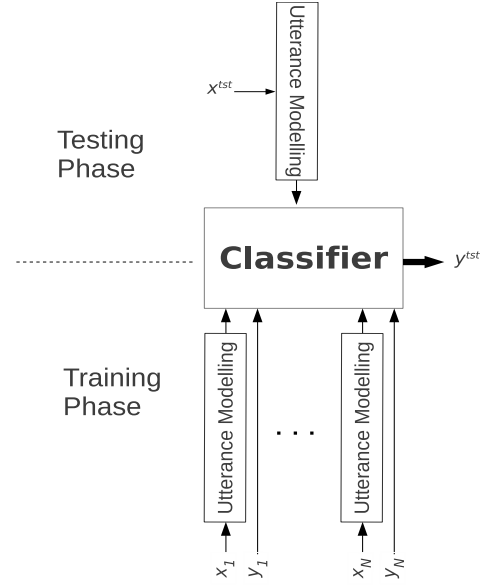 Utterance Modelling
x^tst
Testing
Phase
Classifier
y^tst
Training
Phase
Utterance Modelling
. . .
Utterance Modelling
x_1
y_1
x_N
y_N